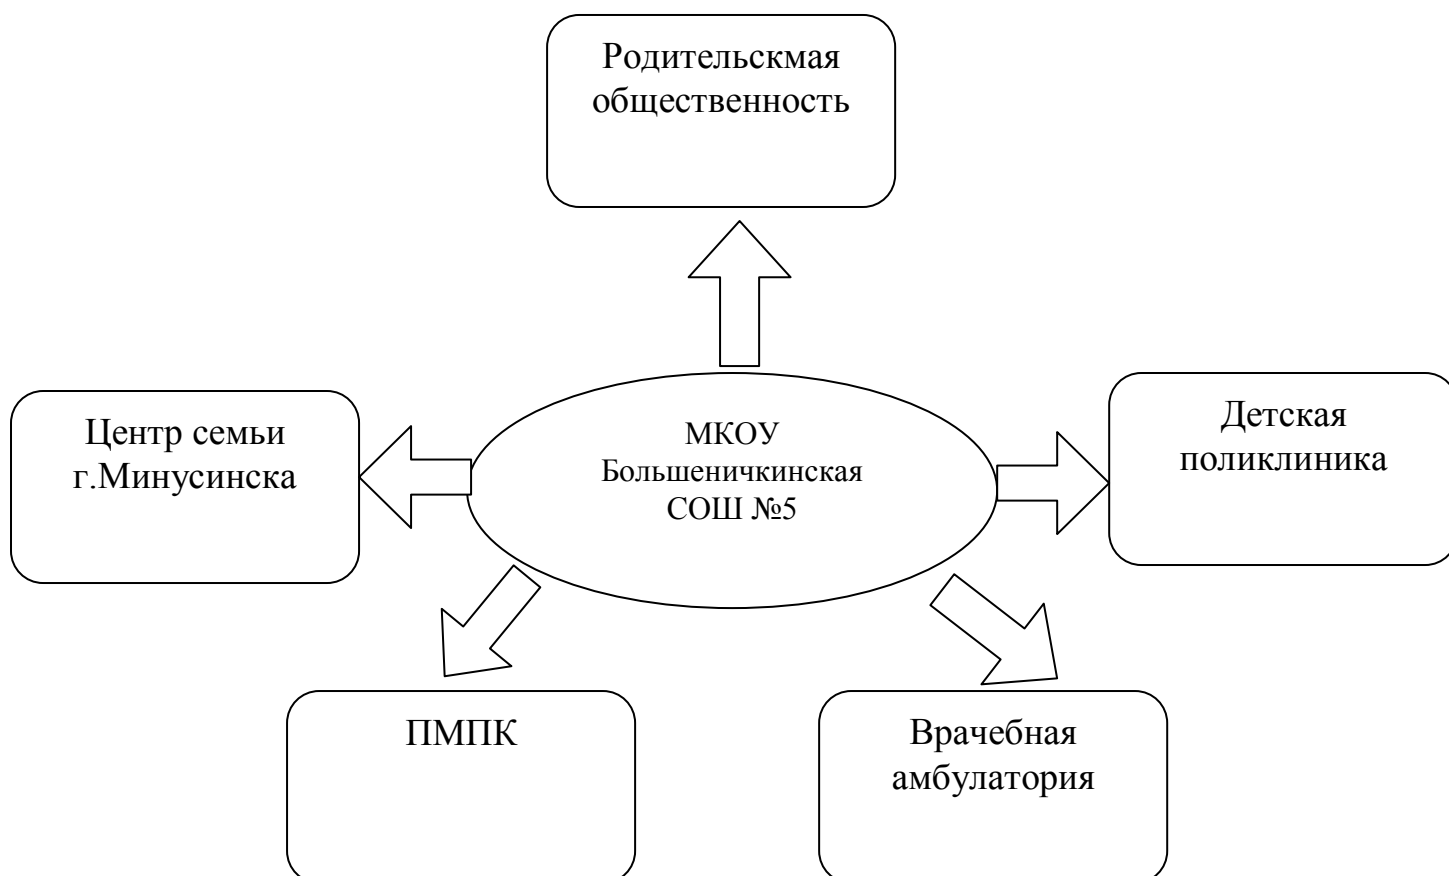 Родительскмая
общественность
Центр семьи
г.Минусинска
МКОУ
Большеничкинская
СОШ №5
Детская
поликлиника
ПМПК
Врачебная
амбулатория